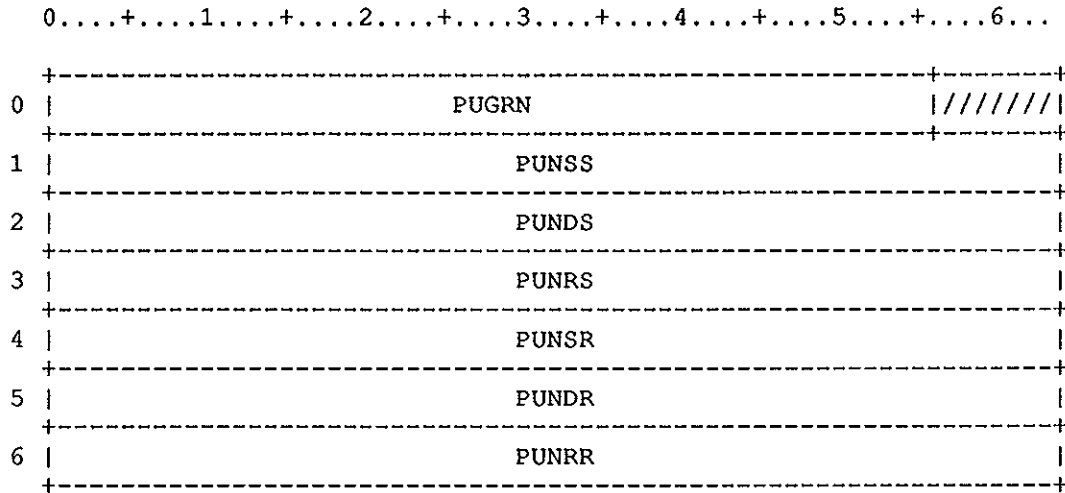 0....+....1....+....2....+....3....+....4....+....5....+....6...
+-------------------------------------------------------+-------+
0 | PUGRN |///////|
+-------------------------------------------------------+-------+
1 | PUNSS |
+---------------------------------------------------------------+
2 | PUNDS |
+---------------------------------------------------------------+
3 | PUNRS |
+---------------------------------------------------------------+
4 | PUNSR |
+---------------------------------------------------------------+
5 | PUNDR |
+---------------------------------------------------------------+
6 | PUNRR |
+---------------------------------------------------------------+